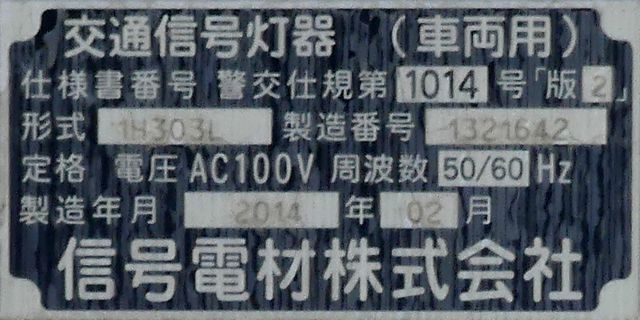 交通信号灯器 （車両用）
仕様書番号 警交仕規第 1014 号「版 2」
形式 1H303L 製造番号 1321642
定格 電圧 AC100V 周波数 50/60 Hz
製造年月 2014 年 02 月
信号電材株式会社